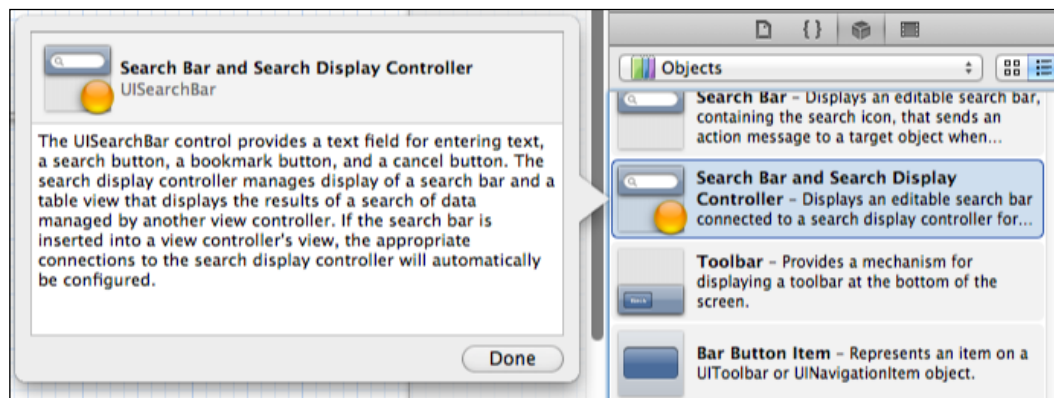 Search Bar and Search Display Controller
UISearchBar
The UISearchBar control provides a text field for entering text,
a search button, a bookmark button, and a cancel button. The
search display controller manages display of a search bar and a
table view that displays the results of a search of data
managed by another view controller. If the search bar is
inserted into a view controller's view, the appropriate
connections to the search display controller will automatically
be configured.
Done
{ }
Objects
Search Bar – Displays an editable search bar,
containing the search icon, that sends an
action message to a target object when...
Search Bar and Search Display
Controller – Displays an editable search bar
connected to a search display controller for...
Toolbar – Provides a mechanism for
displaying a toolbar at the bottom of the
screen.
Bar Button Item – Represents an item on a
UIToolbar or UINavigationItem object.